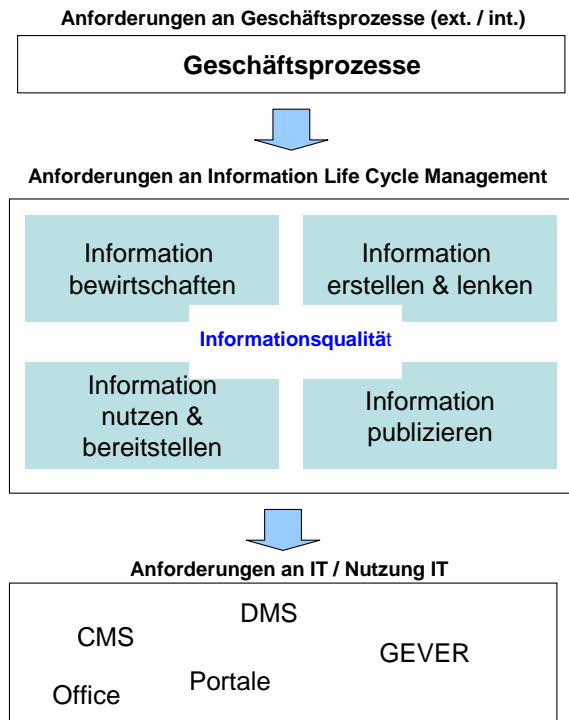 Anforderungen an Geschäftsprozesse (ext. / int.)
Geschäftsprozesse
Anforderungen an Information Life Cycle Management
Information
bewirtschaften
Information
erstellen & lenken
Informationsqualität
Information
nutzen &
bereitstellen
Information
publizieren
Anforderungen an IT / Nutzung IT
DMS
CMS
GEVER
Portale
Office